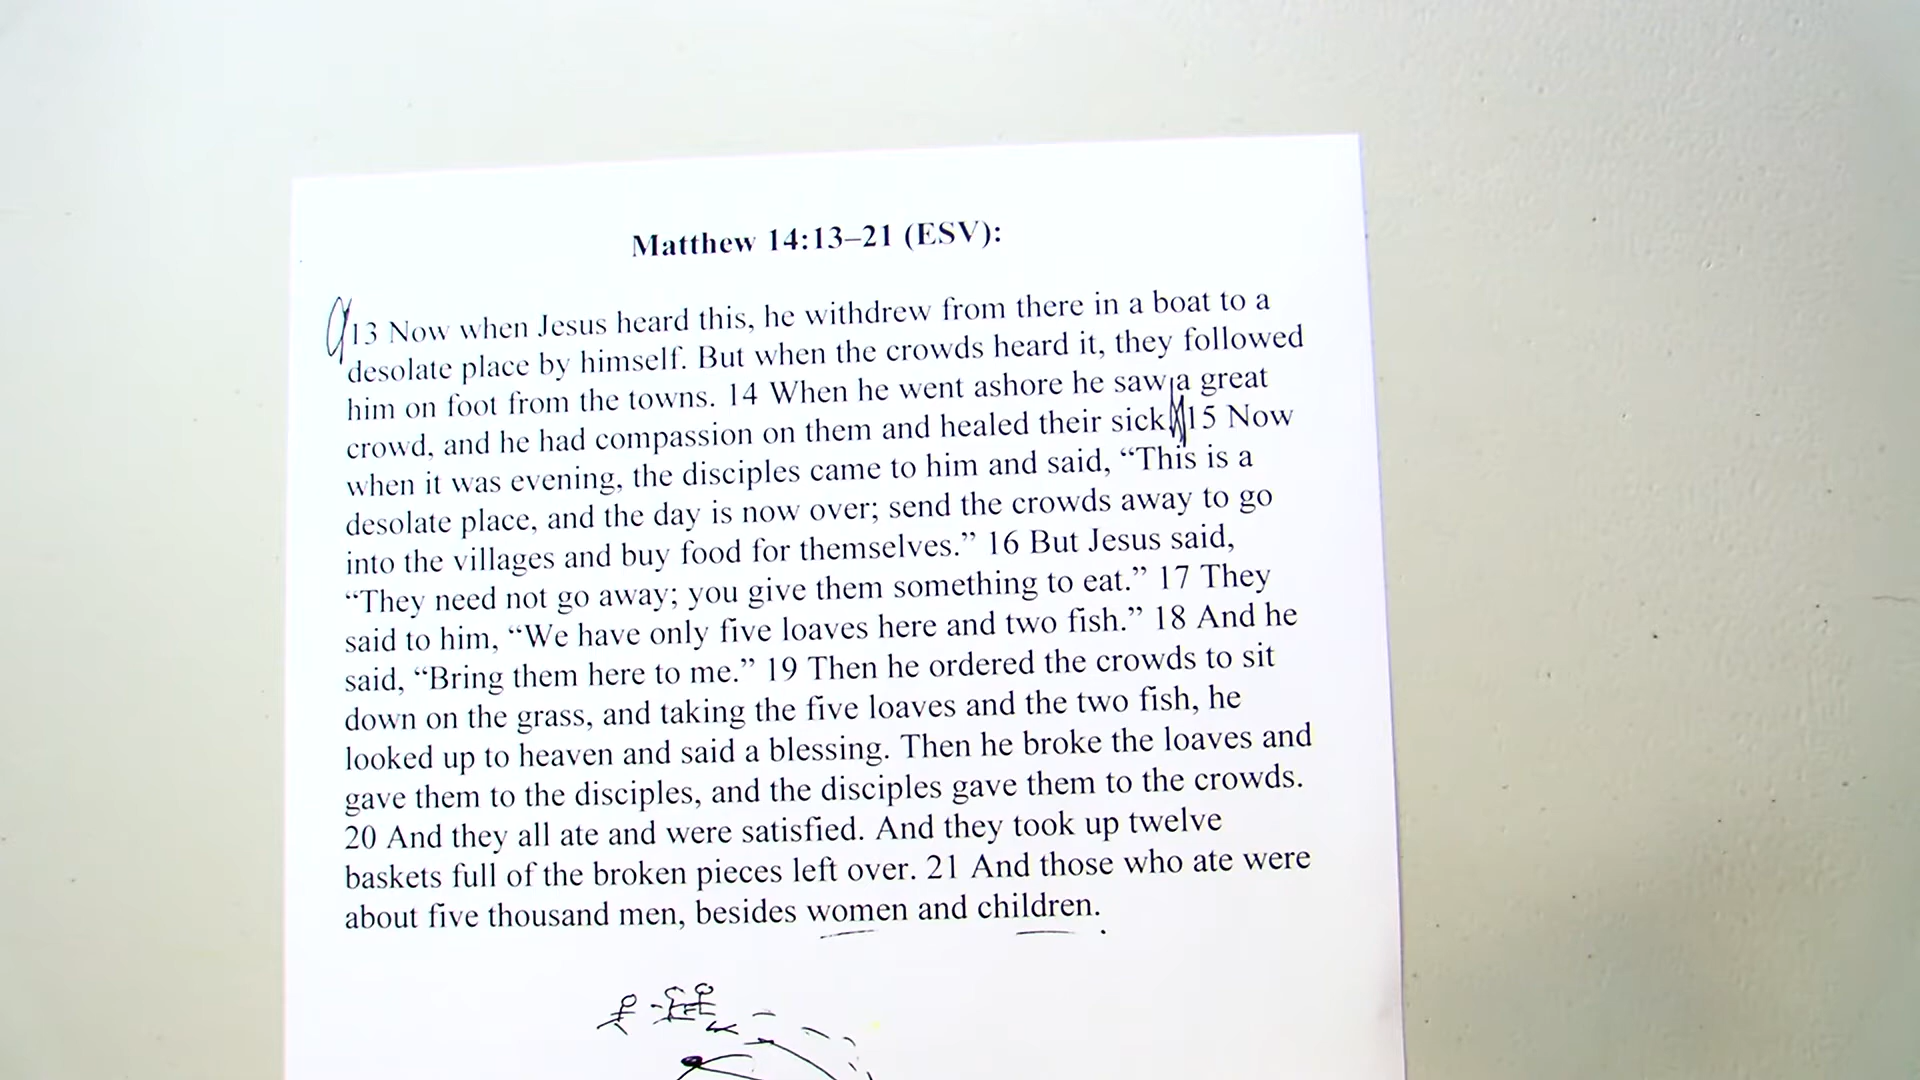 Matthew 14:13–21 (ESV):
13 Now when Jesus heard this, he withdrew from there in a boat to a
desolate place by himself. But when the crowds heard it, they followed
him on foot from the towns. 14 When he went ashore he saw a great
crowd, and he had compassion on them and healed their sick. 15 Now
when it was evening, the disciples came to him and said, “This is a
desolate place, and the day is now over; send the crowds away to go
into the villages and buy food for themselves.” 16 But Jesus said,
“They need not go away; you give them something to eat.” 17 They
said to him, “We have only five loaves here and two fish.” 18 And he
said, “Bring them here to me.” 19 Then he ordered the crowds to sit
down on the grass, and taking the five loaves and the two fish, he
looked up to heaven and said a blessing. Then he broke the loaves and
gave them to the disciples, and the disciples gave them to the crowds.
20 And they all ate and were satisfied. And they took up twelve
baskets full of the broken pieces left over. 21 And those who ate were
about five thousand men, besides women and children.